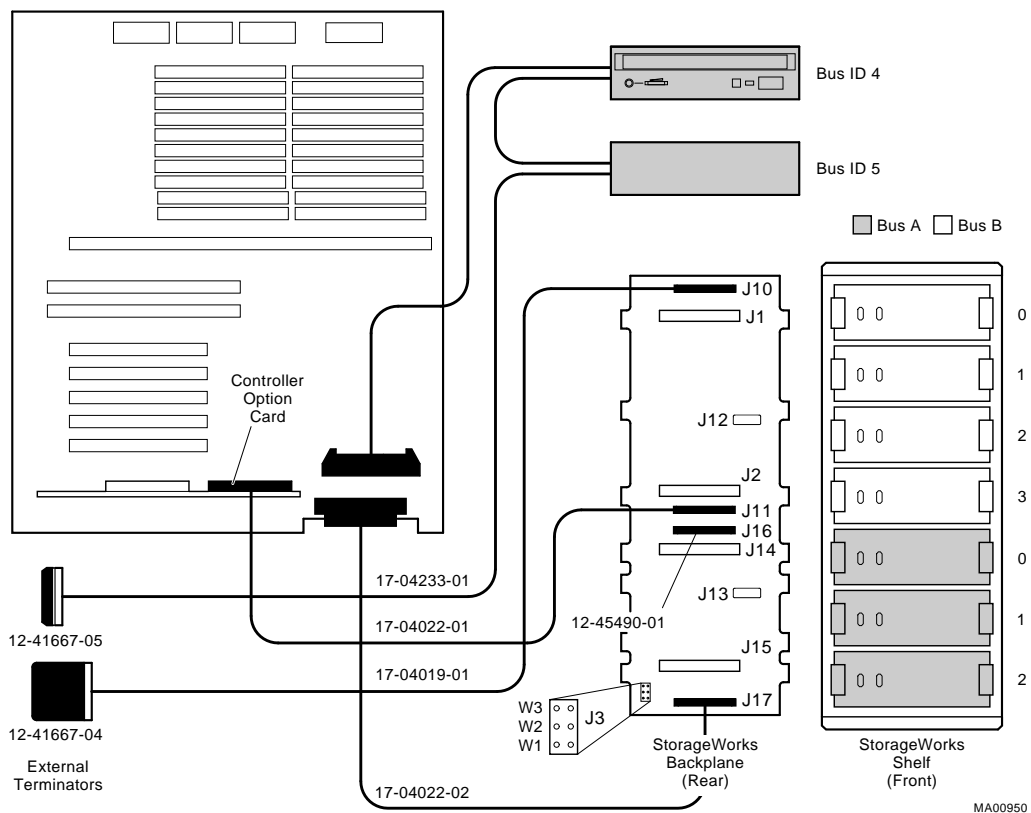 Bus ID 4
Bus ID 5
Bus A
Bus B
J10
J1
J12
J2
J11
J16
J14
J13
J15
J17
J3
W3
W2
W1
0
1
2
3
0
1
2
Controller
Option
Card
17-04233-01
12-41667-05
17-04022-01
12-45490-01
17-04019-01
12-41667-04
External
Terminators
17-04022-02
StorageWorks
Backplane
(Rear)
StorageWorks
Shelf
(Front)
MA00950